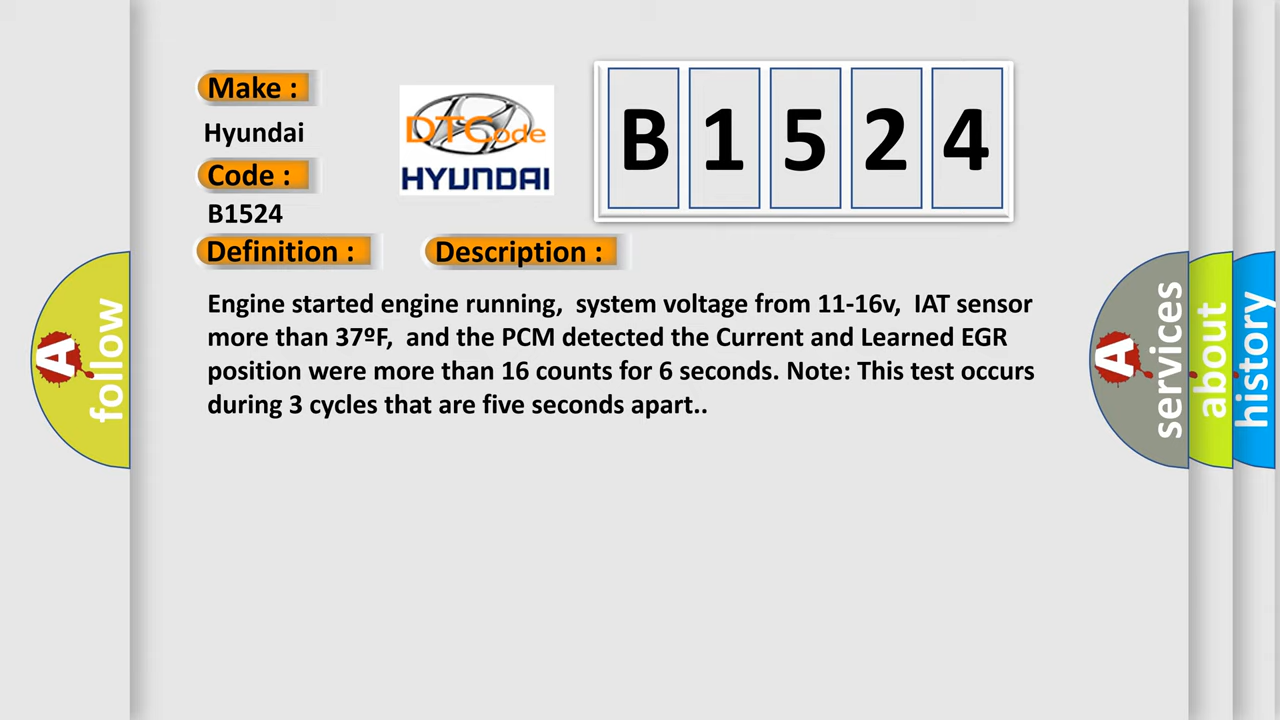 Make :
Hyundai
Code :
B1524
Definition :
Description :
DTCode
HYUNDAI
B 1 5 2 4
Engine started engine running, system voltage from 11-16v, IAT sensor
more than 37ºF, and the PCM detected the Current and Learned EGR
position were more than 16 counts for 6 seconds. Note: This test occurs
during 3 cycles that are five seconds apart..
A follow
A services
about
history